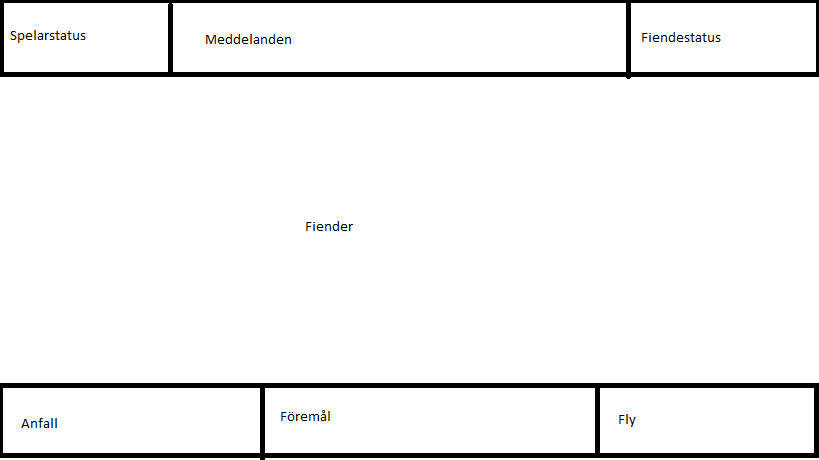 Spelarstatus
Meddelanden
Fiendestatus
Fiender
Anfall
Föremål
Fly